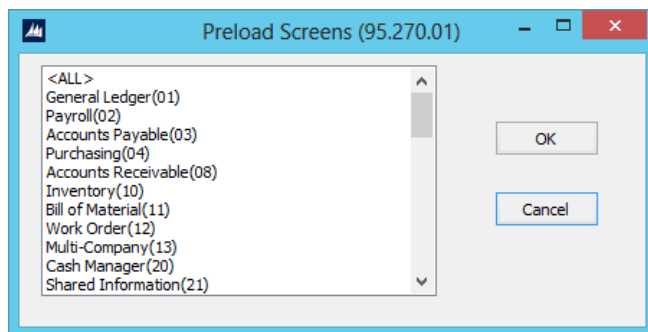 Preload Screens (95.270.01)
<ALL>
General Ledger(01)
Payroll(02)
Accounts Payable(03)
Purchasing(04)
Accounts Receivable(08)
Inventory(10)
Bill of Material(11)
Work Order(12)
Multi-Company(13)
Cash Manager(20)
Shared Information(21)
OK
Cancel